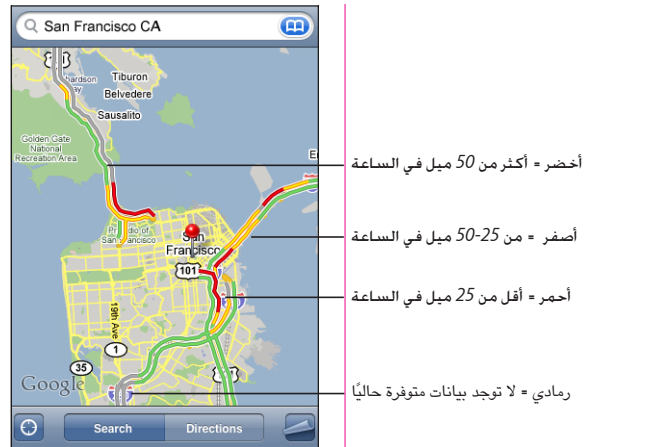 San Francisco CA
Tiburon
Belvedere
Sausalito
Golden Gate
National
Recreation Area
أخضر = أكثر من 50 ميل في الساعة
San
Francisco
أصفر = من 25-50 ميل في الساعة
101
أحمر = أقل من 25 ميل في الساعة
19th Ave
1
35
Google
رمادي = لا توجد بيانات متوفرة حاليًا
Search
Directions